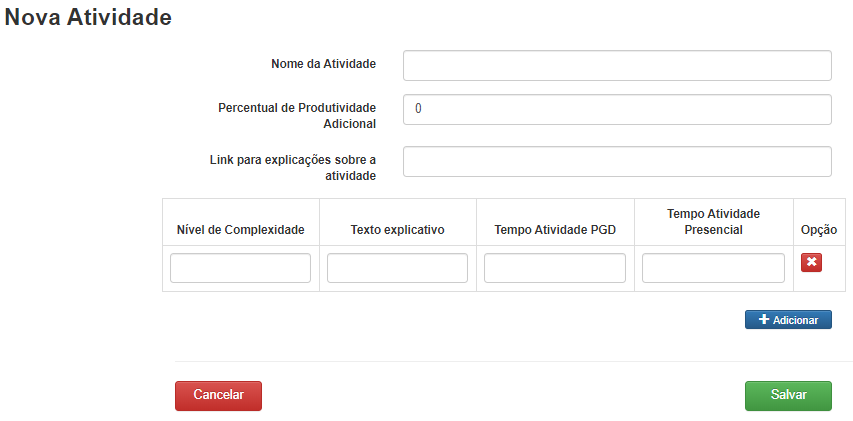 Nova Atividade
Nome da Atividade
Percentual de Produtividade
Adicional
0
Link para explicações sobre a
atividade
Nível de Complexidade
Texto explicativo
Tempo Atividade PGD
Tempo Atividade
Presencial
Opção
Adicionar
Cancelar
Salvar